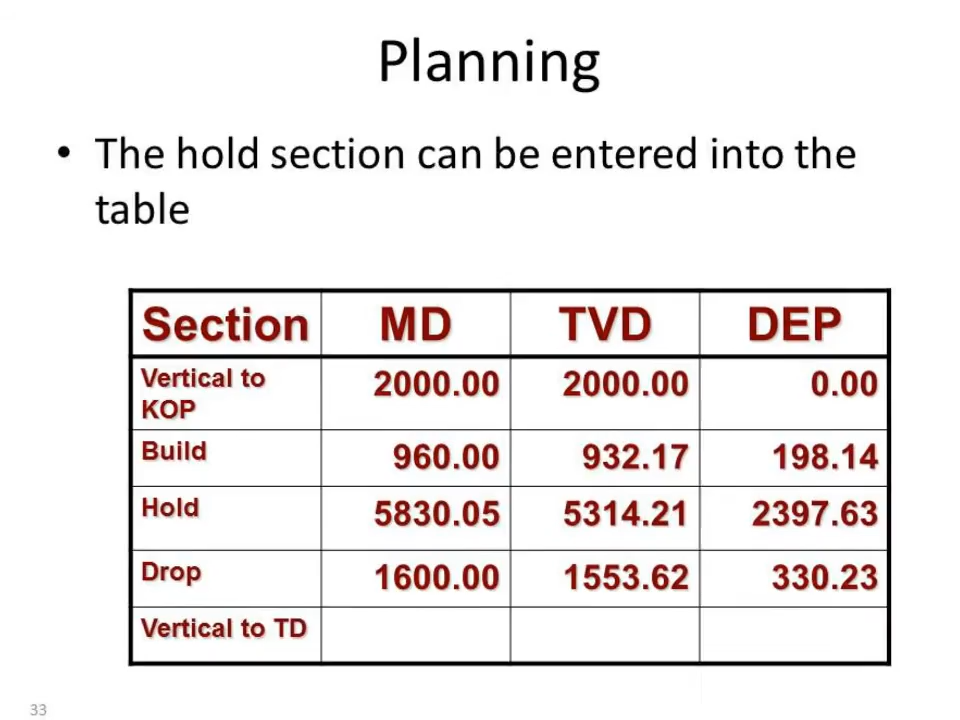 Planning
• The hold section can be entered into the
table
Section MD TVD DEP
Vertical to
KOP 2000.00 2000.00 0.00
Build 960.00 932.17 198.14
Hold 5830.05 5314.21 2397.63
Drop 1600.00 1553.62 330.23
Vertical to TD
33